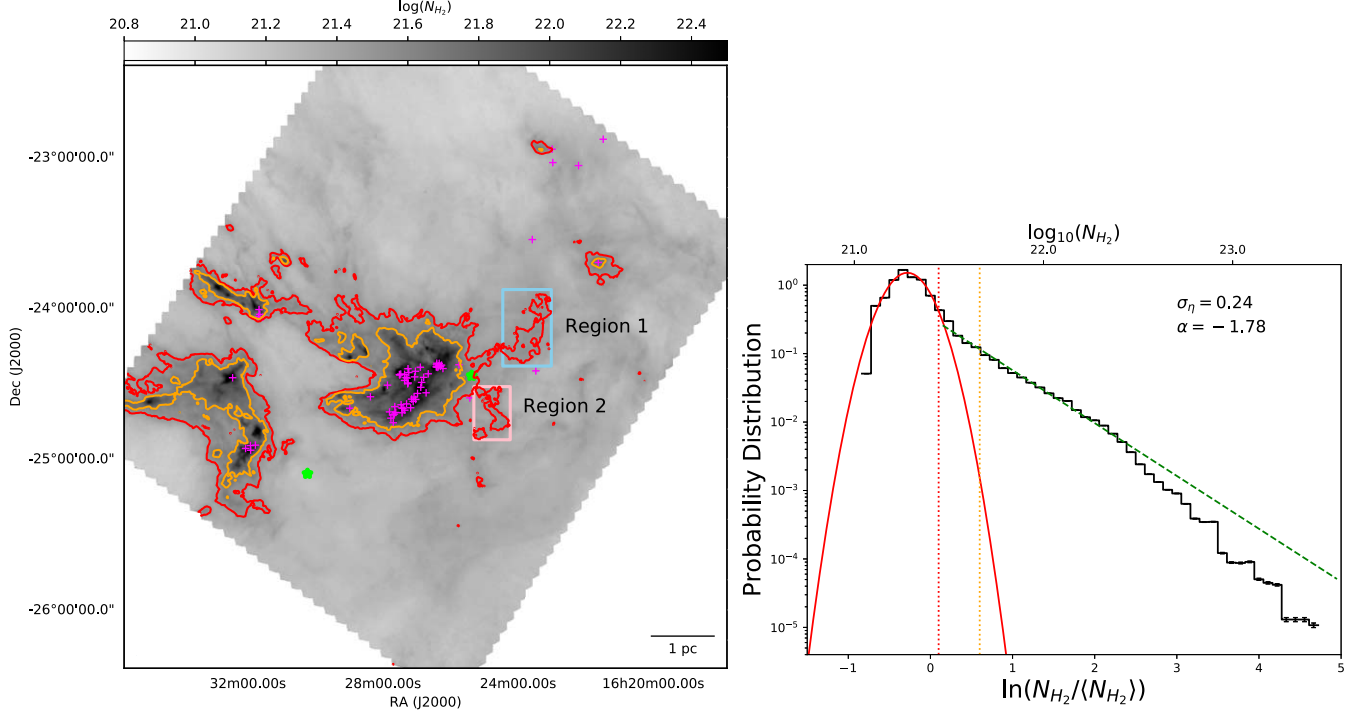 log(N_{H_2})
20.8 21.0 21.2 21.4 21.6 21.8 22.0 22.2 22.4
-23°00'00.0"
-24°00'00.0"
-25°00'00.0"
-26°00'00.0"
Dec (J2000)
Region 1
Region 2
1 pc
32m00.00s 28m00.00s 24m00.00s 16h20m00.00s
RA (J2000)
log₁₀(N_{H_2})
21.0 22.0 23.0
σ_η = 0.24
α = −1.78
10⁰
10⁻¹
10⁻²
10⁻³
10⁻⁴
10⁻⁵
Probability Distribution
−1 0 1 2 3 4 5
ln(N_{H_2}/⟨N_{H_2}⟩)